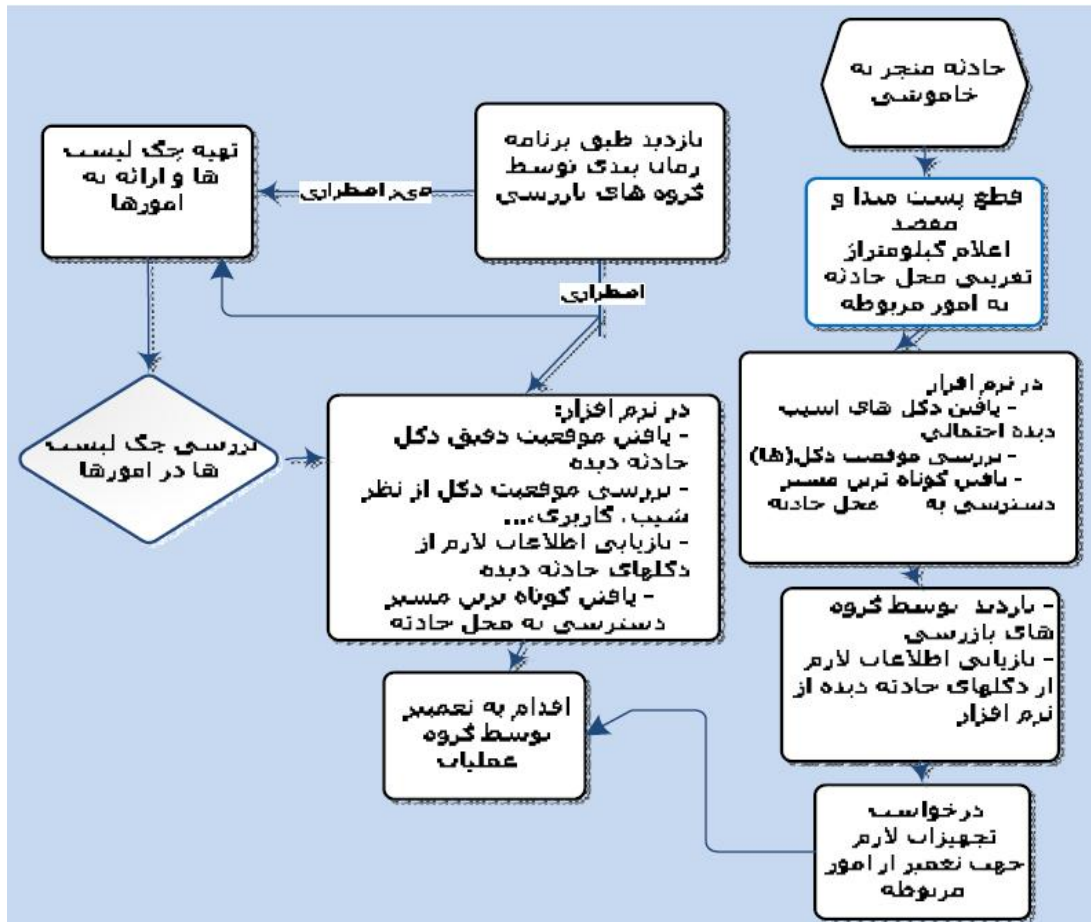 حادثه منجر به
خاموشی
قطع پست مبدا و
مقصد
اعلام کیلومتراژ
تقریبی محل حادثه
به امور مربوطه
در نرم افزار
- یافتن دکل های اسیب
دیده احتمالی
- بررسی موقعیت دکل(ها)
- یافتن کوتاه ترین مسیر
دسترسی به محل حادثه
- بازدید توسط گروه
های بازرسی
- بازیابی اطلاعات لازم
از دکلهای حادثه دیده از
نرم افزار
درخواست
تجهیزات لازم
جهت تعمیر از امور
مربوطه
بازدید طبق برنامه
زمان بندی توسط
گروه های بازرسی
غیر اضطراری
اضطراری
تهیه چک لیست
ها و ارائه به
امورها
بررسی چک لیست
ها در امورها
در نرم افزار:
- یافتن موقعیت دقیق دکل
حادثه دیده
- بررسی موقعیت دکل از نظر
شیب، کاربری،...
- بازیابی اطلاعات لازم از
دکلهای حادثه دیده
- یافتن کوتاه ترین مسیر
دسترسی به محل حادثه
اقدام به تعمیر
توسط گروه
عملیات